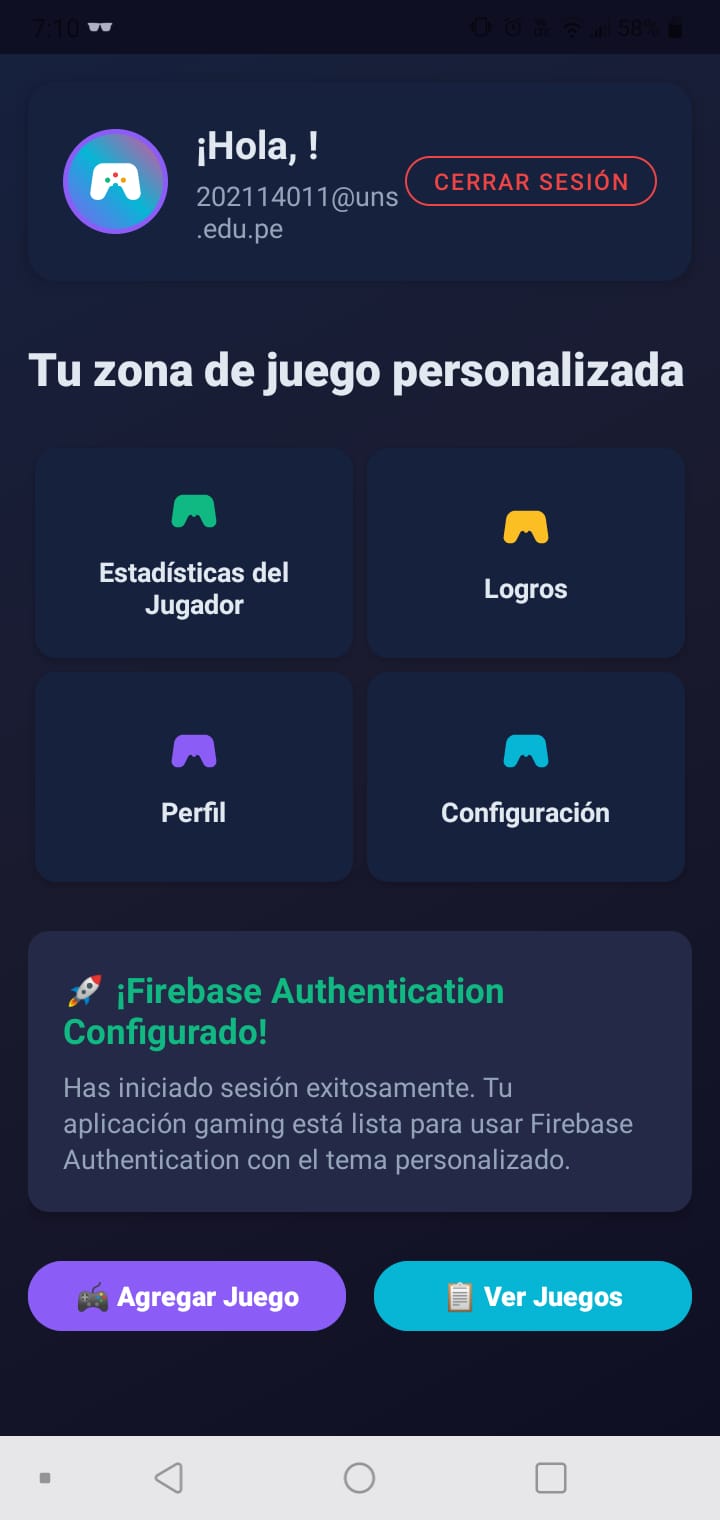 7:10
58%
¡Hola, !
202114011@uns
.edu.pe
CERRAR SESIÓN
Tu zona de juego personalizada
Estadísticas del
Jugador
Logros
Perfil
Configuración
🚀 ¡Firebase Authentication
Configurado!
Has iniciado sesión exitosamente. Tu
aplicación gaming está lista para usar Firebase
Authentication con el tema personalizado.
🎮 Agregar Juego
📋 Ver Juegos